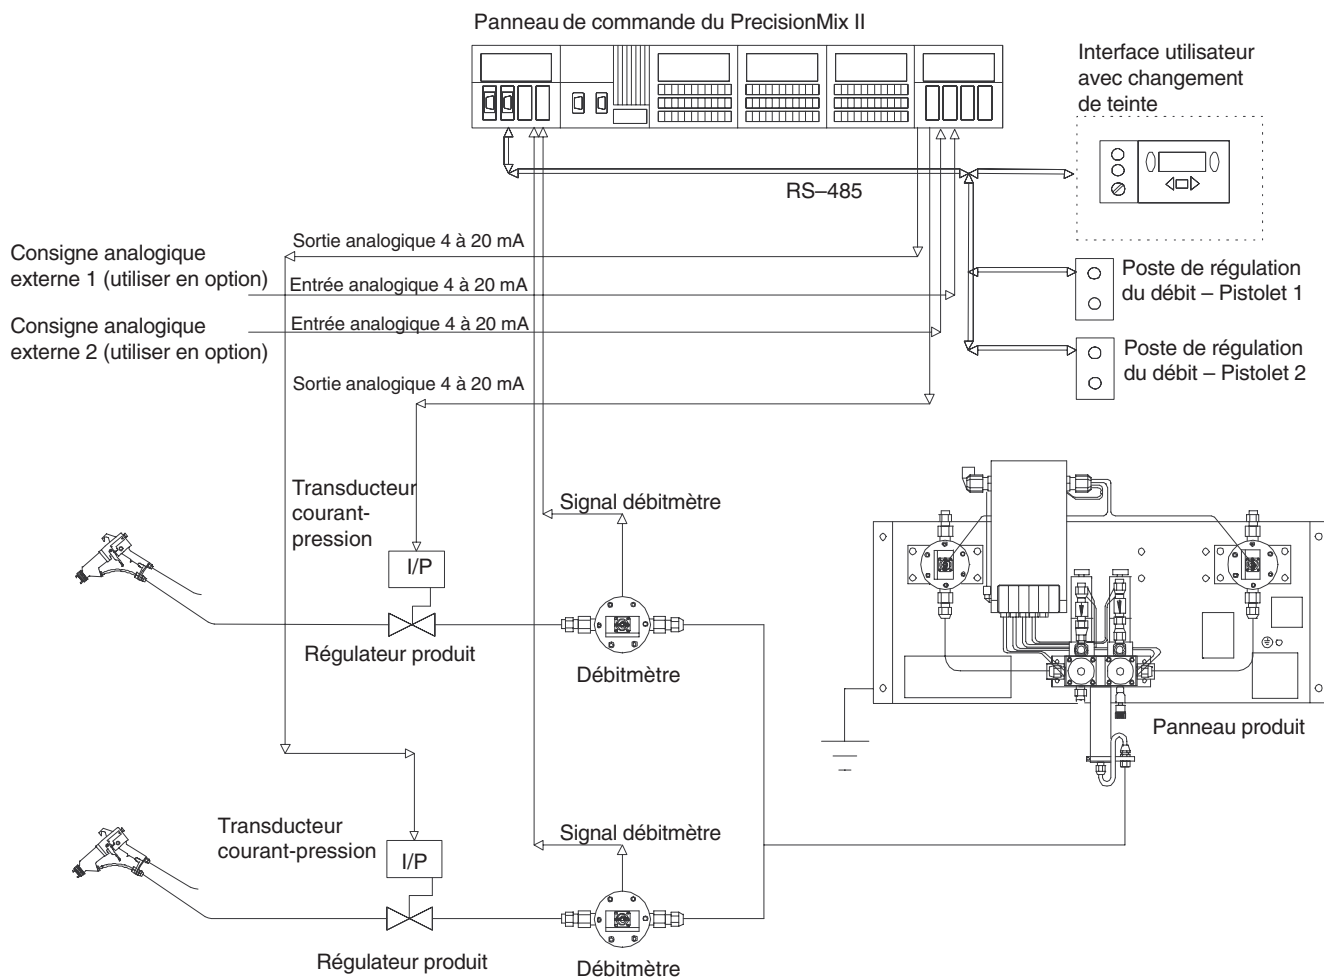 Panneau de commande du PrecisionMix II
Interface utilisateur
avec changement
de teinte
RS–485
Sortie analogique 4 à 20 mA
Consigne analogique
externe 1 (utiliser en option)
Entrée analogique 4 à 20 mA
Poste de régulation
du débit – Pistolet 1
Consigne analogique
externe 2 (utiliser en option)
Entrée analogique 4 à 20 mA
Poste de régulation
du débit – Pistolet 2
Sortie analogique 4 à 20 mA
Transducteur
courant-
pression
Signal débitmètre
I/P
Régulateur produit
Débitmètre
Panneau produit
Transducteur
courant-pression
Signal débitmètre
I/P
Régulateur produit
Débitmètre